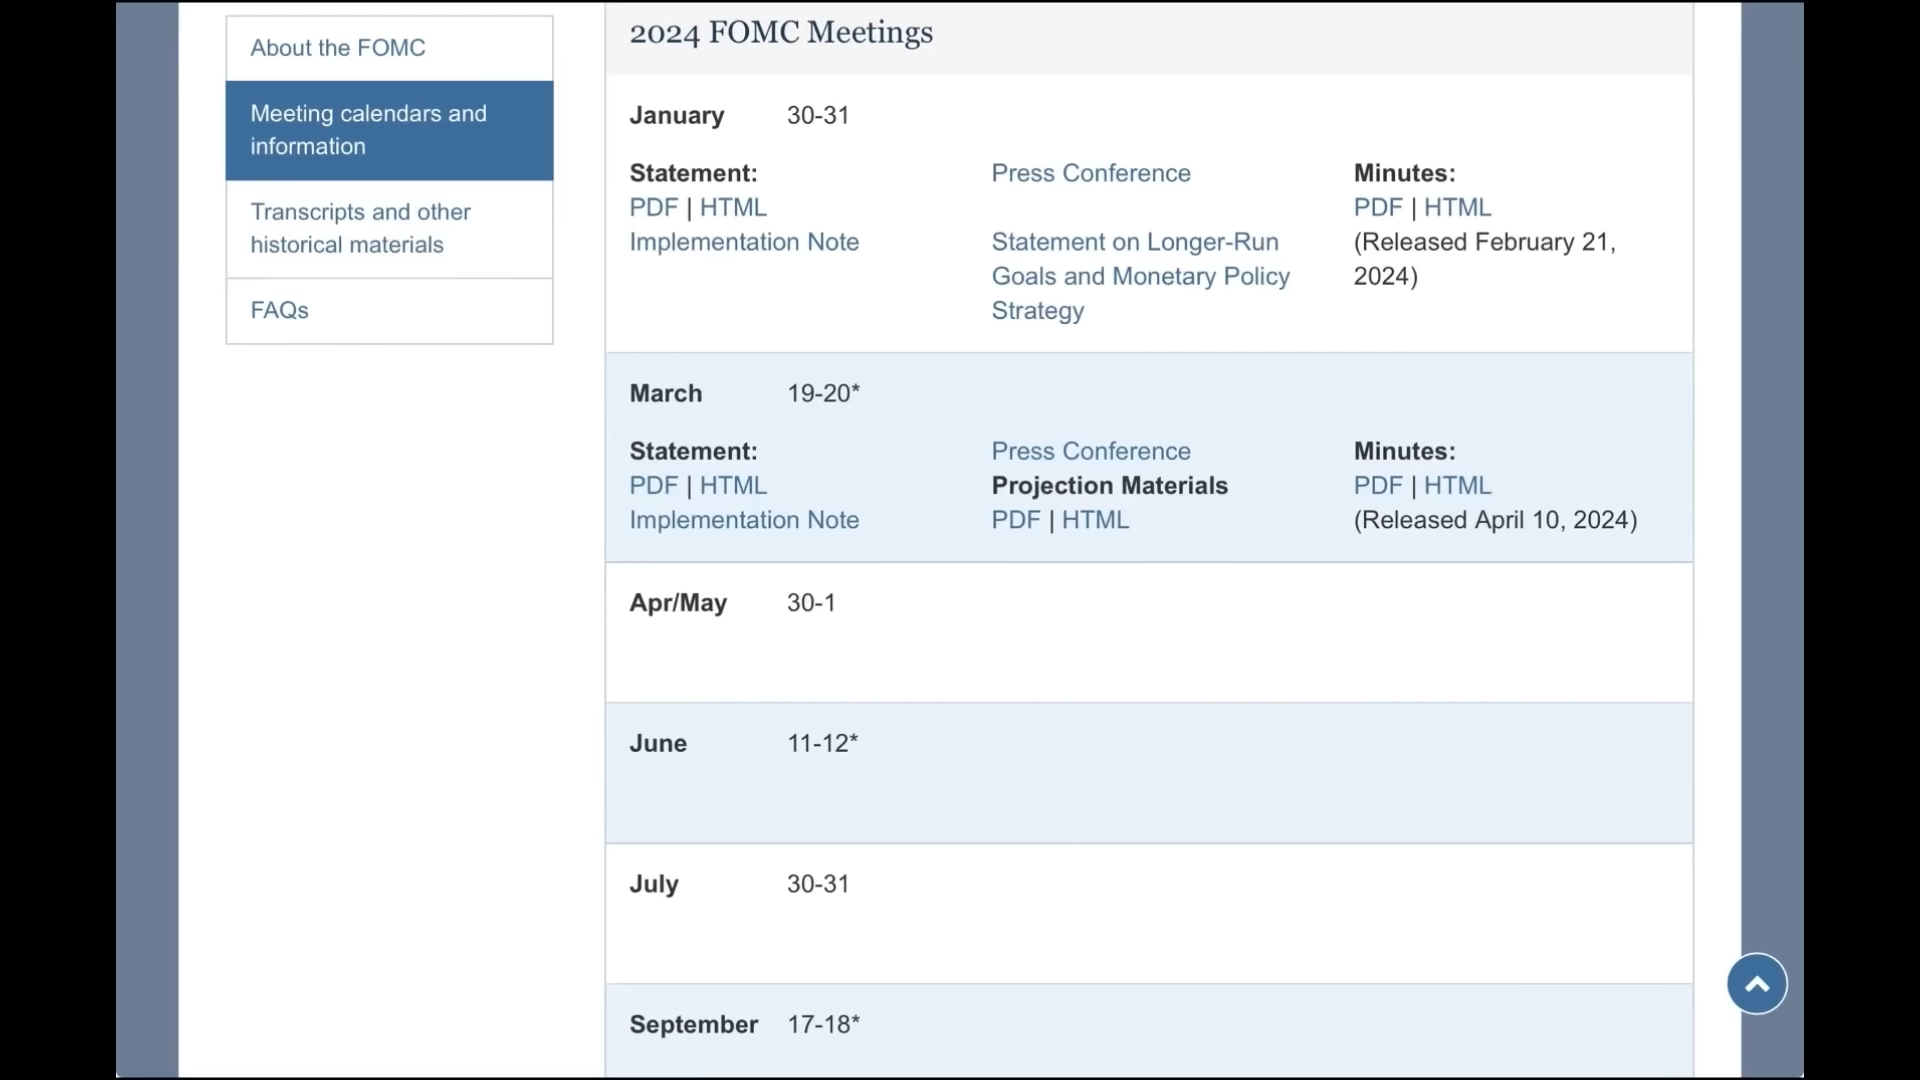 About the FOMC
Meeting calendars and
information
Transcripts and other
historical materials
FAQs
2024 FOMC Meetings
January 30-31
Statement:
PDF | HTML
Implementation Note
Press Conference
Statement on Longer-Run
Goals and Monetary Policy
Strategy
Minutes:
PDF | HTML
(Released February 21,
2024)
March 19-20*
Statement:
PDF | HTML
Implementation Note
Press Conference
Projection Materials
PDF | HTML
Minutes:
PDF | HTML
(Released April 10, 2024)
Apr/May 30-1
June 11-12*
July 30-31
September 17-18*